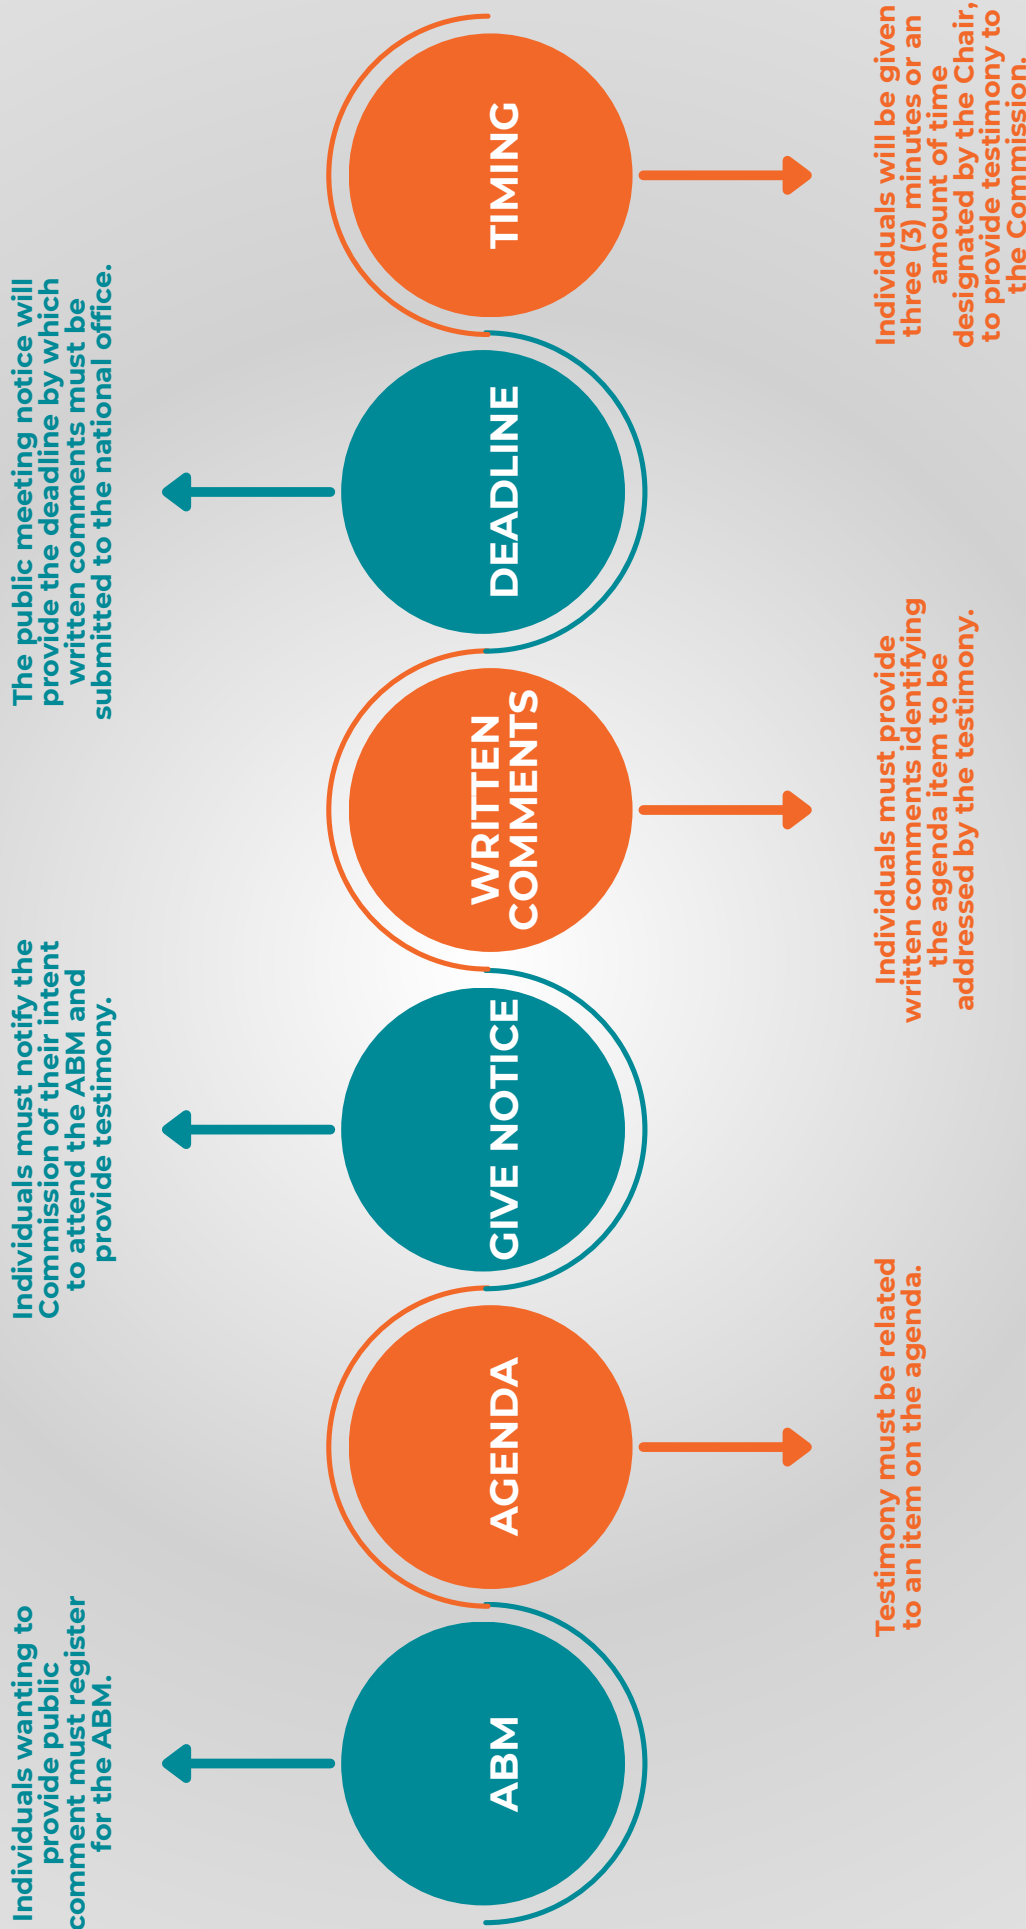 ABM
Individuals wanting to
provide public
comment must register
for the ABM.
AGENDA
Testimony must be related
to an item on the agenda.
GIVE NOTICE
Individuals must notify the
Commission of their intent
to attend the ABM and
provide testimony.
WRITTEN
COMMENTS
Individuals must provide
written comments identifying
the agenda item to be
addressed by the testimony.
DEADLINE
The public meeting notice will
provide the deadline by which
written comments must be
submitted to the national office.
TIMING
Individuals will be given
three (3) minutes or an
amount of time
designated by the Chair,
to provide testimony to
the Commission.